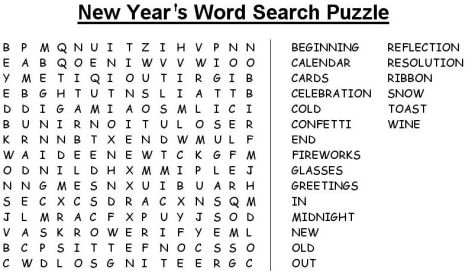 New Year's Word Search Puzzle
B P M Q N U I T Z I H V P N N
E A B Q O E N I W V V W I O O
Y M E T I Q I O U T I R G I B
E B G H T U T N S L I A T T B
D D I G A M I A O S M L I C I
B U N I R N O I T U L O S E R
K R N N B T X E N D W M U L F
W A I D E E N E W T C K G F M
O D N I L D H X M M I P L E J
N N G M E S N X U I B U A R H
S E C X C S D R A C X N S Q M
J L M R A C F X P U Y J S O D
V A S K R O W E R I F Y E M L
B C P S I T T E F N O C S S O
C W D L O S G N I T E E R G C
BEGINNING
CALENDAR
CARDS
CELEBRATION
COLD
CONFETTI
END
FIREWORKS
GLASSES
GREETINGS
IN
MIDNIGHT
NEW
OLD
OUT
REFLECTION
RESOLUTION
RIBBON
SNOW
TOAST
WINE